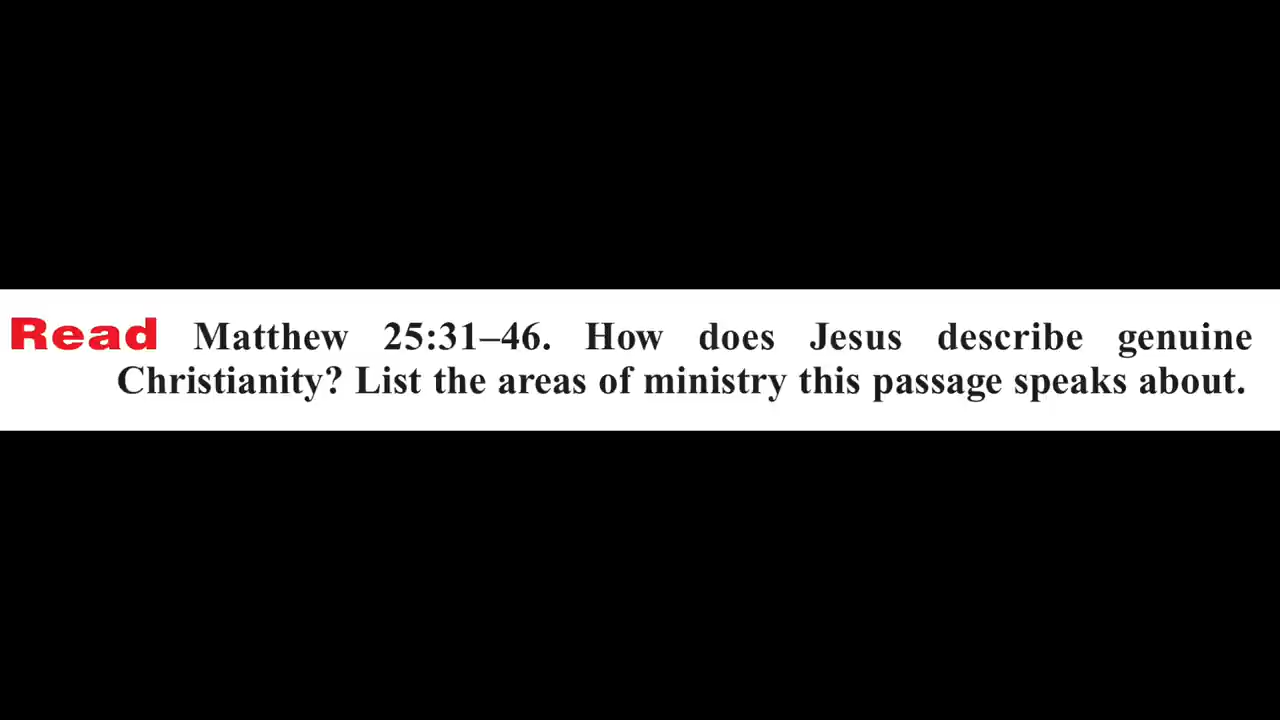 Read Matthew 25:31–46. How does Jesus describe genuine
Christianity? List the areas of ministry this passage speaks about.